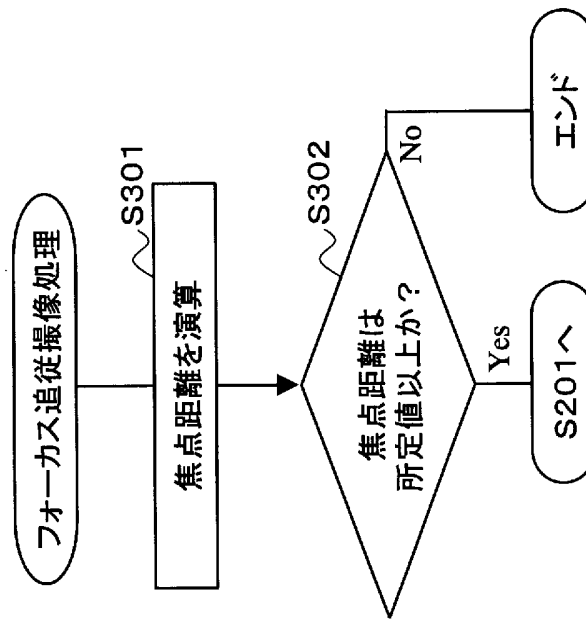 フォーカス追従撮像処理
S301
焦点距離を演算
S302
焦点距離は
所定値以上か？
No
Yes
S201へ
エンド